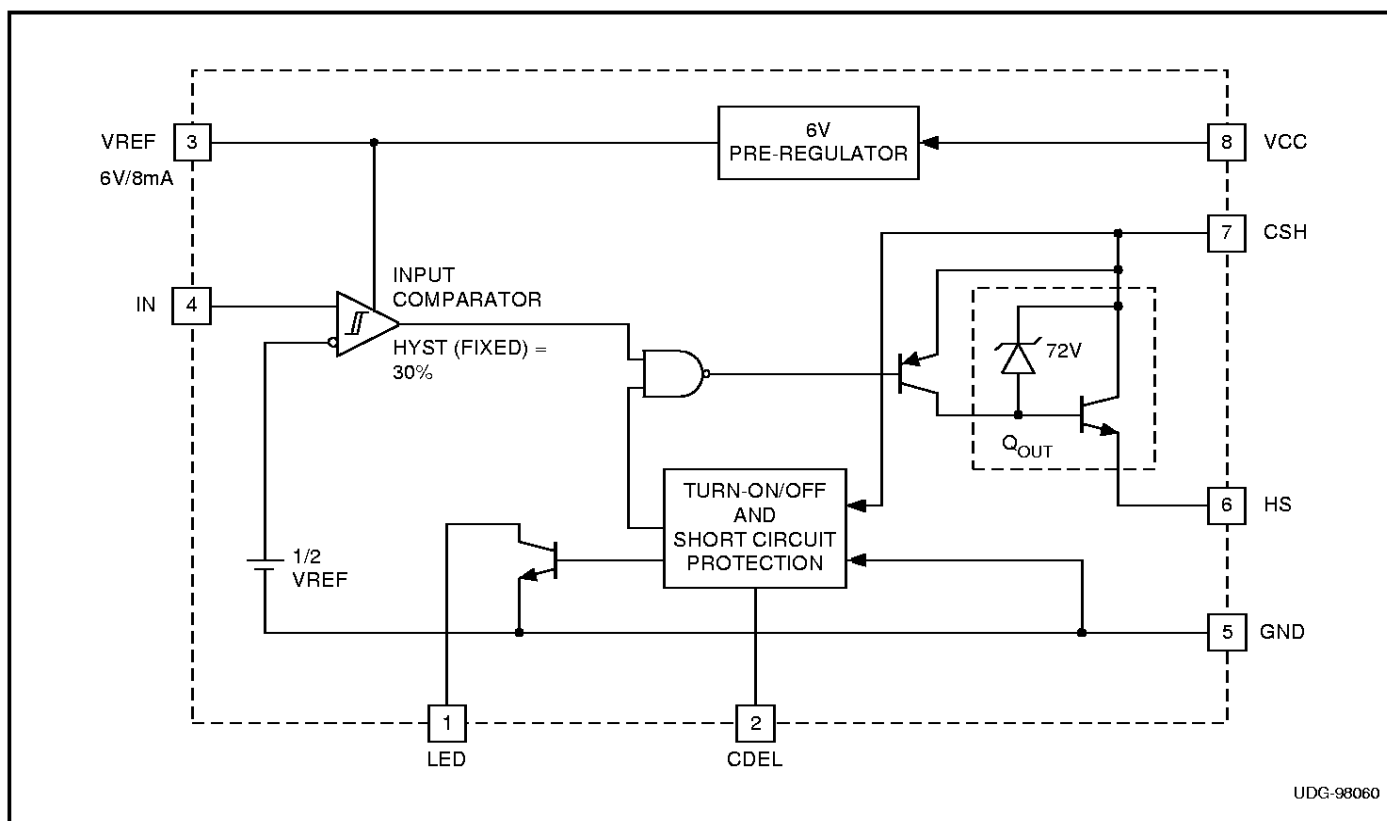 6V
PRE-REGULATOR
VREF
3
6V/8mA
8
VCC
7
CSH
IN
4
INPUT
COMPARATOR
HYST (FIXED) =
30%
72V
QOUT
6
HS
TURN-ON/OFF
AND
SHORT CIRCUIT
PROTECTION
1/2
VREF
5
GND
1
LED
2
CDEL
UDG-98060